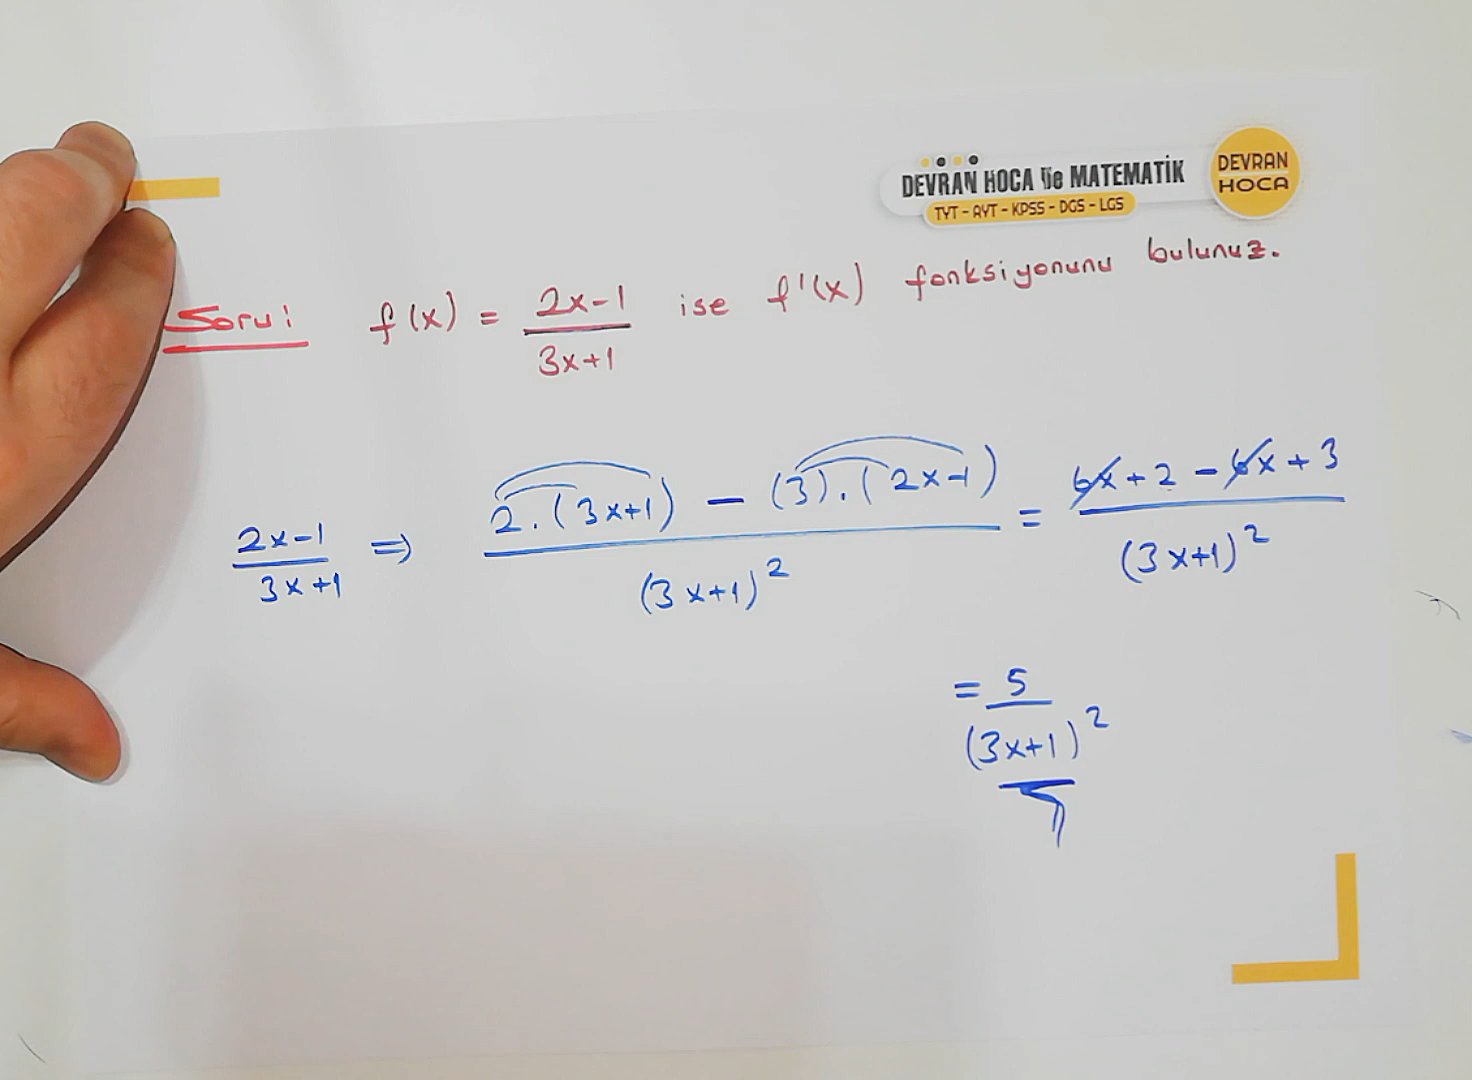 DEVRAN HOCA ile MATEMATİK
TYT - AYT - KPSS - DGS - LGS
DEVRAN
HOCA
Soru: f(x) = (2x-1)/(3x+1) ise f'(x) fonksiyonunu bulunuz.
(2x-1)/(3x+1) ⇒ (2.(3x+1) - (3).(2x-1))/(3x+1)² = (6x+2-6x+3)/(3x+1)²
= 5/(3x+1)²